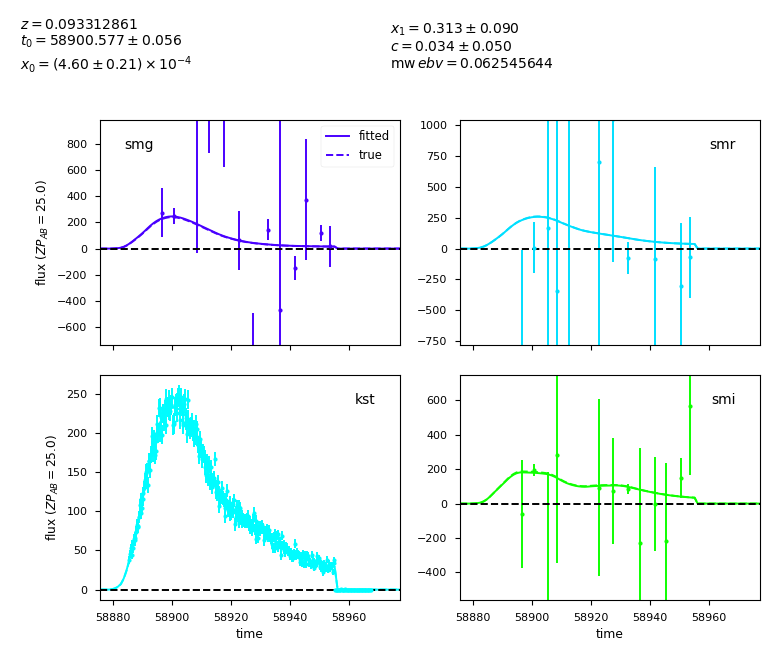 z = 0.093312861
t₀ = 58900.577 ± 0.056
x₀ = (4.60 ± 0.21) × 10⁻⁴
x₁ = 0.313 ± 0.090
c = 0.034 ± 0.050
mw ebv = 0.062545644
smg
fitted
true
800
600
400
200
0
−200
−400
−600
flux (ZP_AB = 25.0)
smr
1000
750
500
250
0
−250
−500
−750
kst
250
200
150
100
50
0
flux (ZP_AB = 25.0)
58880 58900 58920 58940 58960
time
smi
600
400
200
0
−200
−400
58880 58900 58920 58940 58960
time